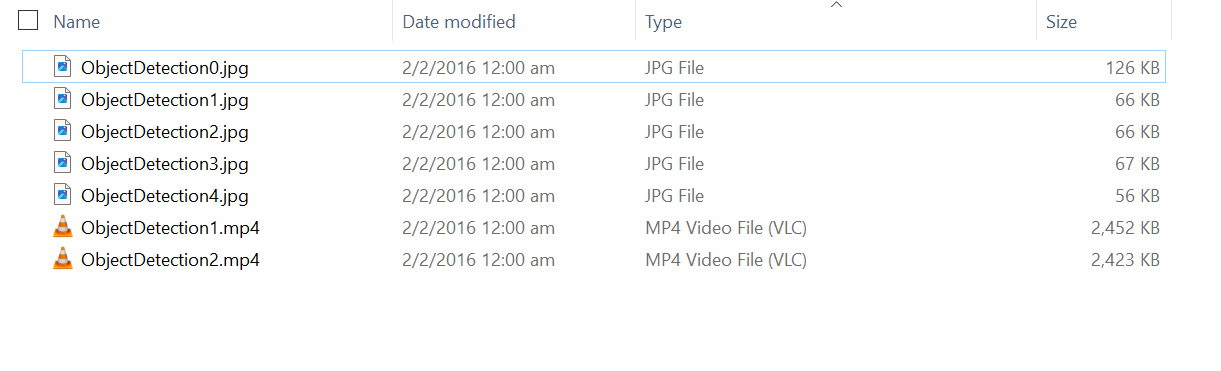 Name Date modified Type Size
ObjectDetection0.jpg 2/2/2016 12:00 am JPG File 126 KB
ObjectDetection1.jpg 2/2/2016 12:00 am JPG File 66 KB
ObjectDetection2.jpg 2/2/2016 12:00 am JPG File 66 KB
ObjectDetection3.jpg 2/2/2016 12:00 am JPG File 67 KB
ObjectDetection4.jpg 2/2/2016 12:00 am JPG File 56 KB
ObjectDetection1.mp4 2/2/2016 12:00 am MP4 Video File (VLC) 2,452 KB
ObjectDetection2.mp4 2/2/2016 12:00 am MP4 Video File (VLC) 2,423 KB